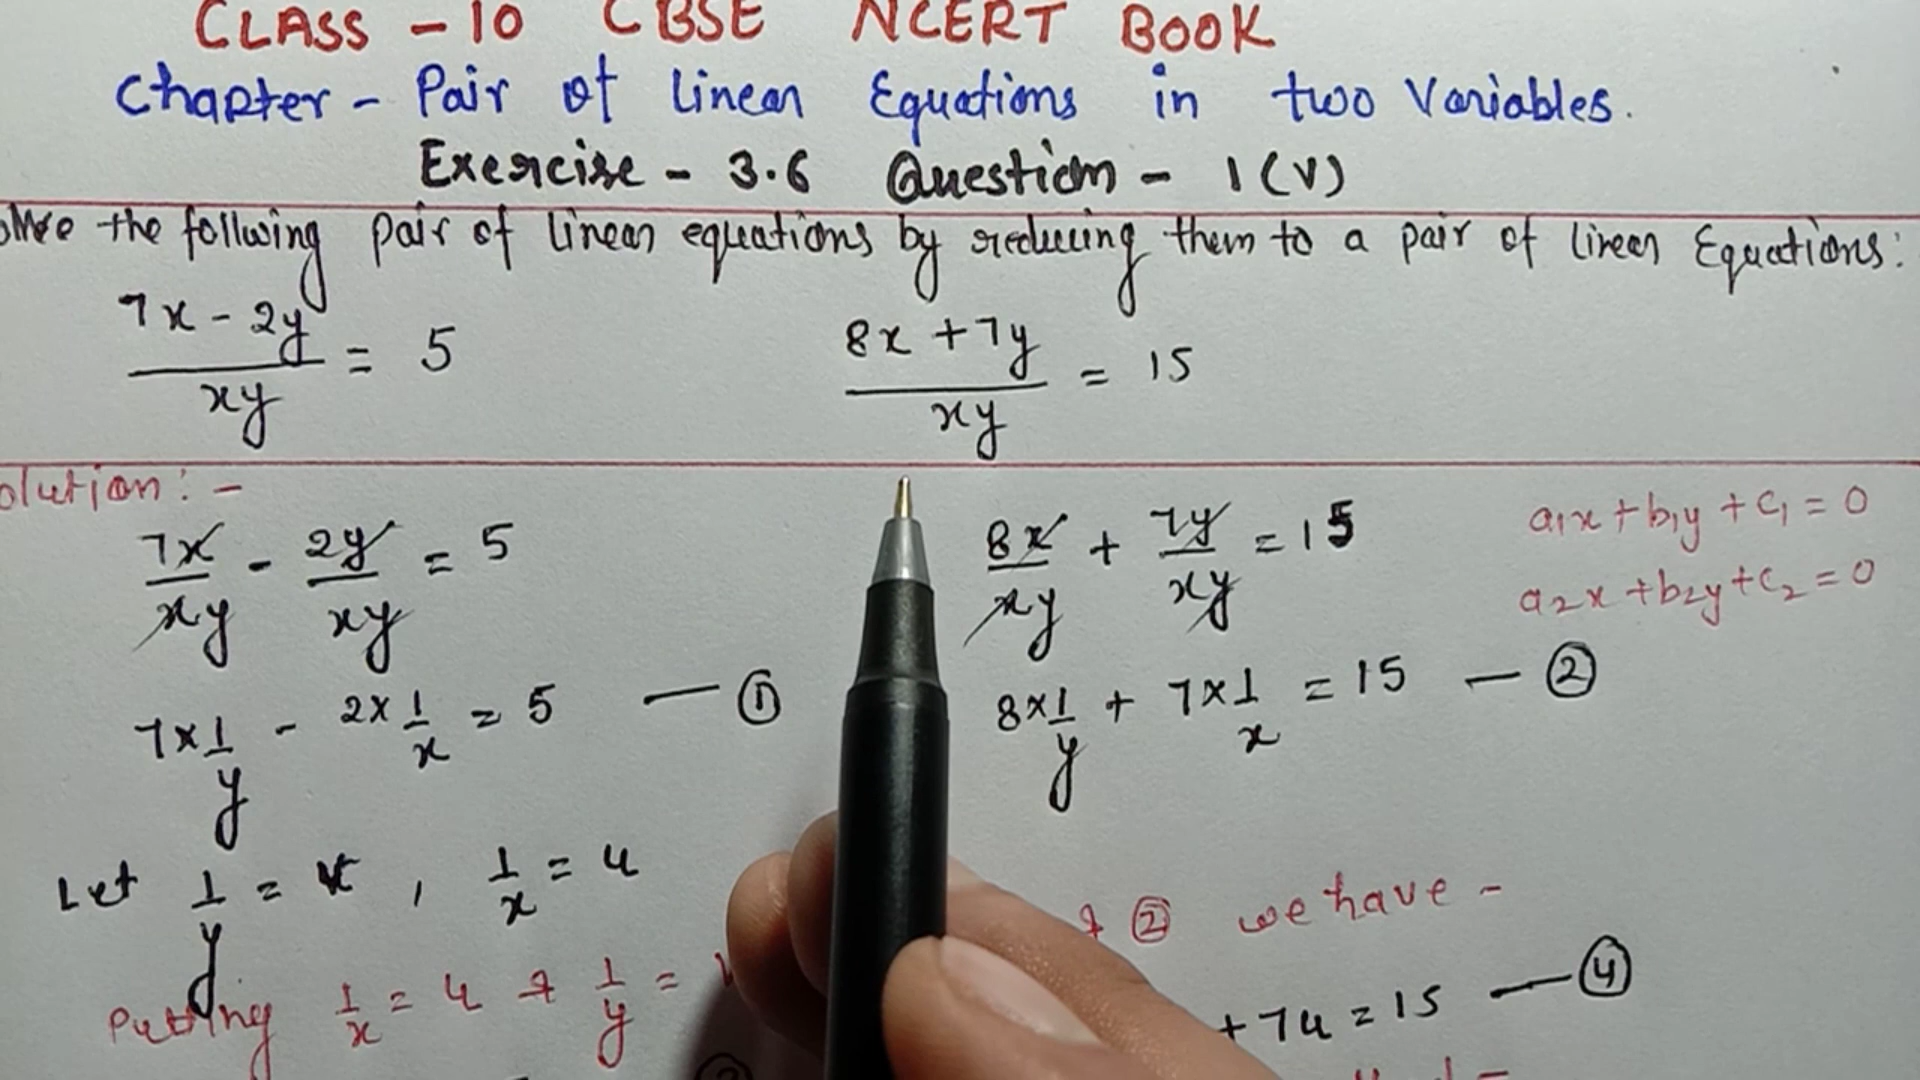 CLASS - 10 CBSE NCERT BOOK
Chapter - Pair of Linear Equations in two Variables.
Exercise - 3.6 Question - 1(V)
the following pair of linear equations by reducing them to a pair of linear Equations:
7x - 2y / xy = 5    8x + 7y / xy = 15
olution: -
7x/xy - 2y/xy = 5    8x/xy + 7y/xy = 15    a₁x + b₁y + c₁ = 0
a₂x + b₂y + c₂ = 0
7 × 1/y - 2 × 1/x = 5 — ①    8 × 1/y + 7 × 1/x = 15 — ②
Let 1/y = v, 1/x = u
② we have -
Putting 1/x = u & 1/y =
+ 7u = 15 — ④